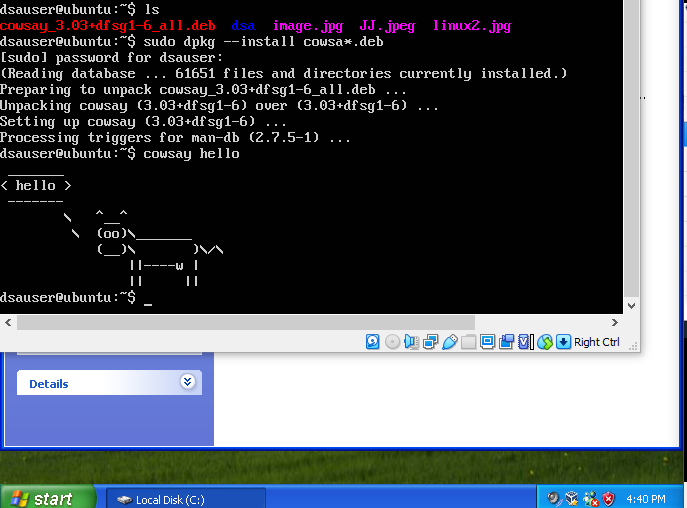 dsauser@ubuntu:~$ ls
cowsay_3.03+dfsg1-6_all.deb  dsa  image.jpg  JJ.jpeg  linux2.jpg
dsauser@ubuntu:~$ sudo dpkg --install cowsa*.deb
[sudo] password for dsauser:
(Reading database ... 61651 files and directories currently installed.)
Preparing to unpack cowsay_3.03+dfsg1-6_all.deb ...
Unpacking cowsay (3.03+dfsg1-6) over (3.03+dfsg1-6) ...
Setting up cowsay (3.03+dfsg1-6) ...
Processing triggers for man-db (2.7.5-1) ...
dsauser@ubuntu:~$ cowsay hello
 _______
< hello >
 -------
        \   ^__^
         \  (oo)\_______
            (__)\       )\/\
                ||----w |
                ||     ||
dsauser@ubuntu:~$ _
Right Ctrl
Details
start
Local Disk (C:)
4:40 PM